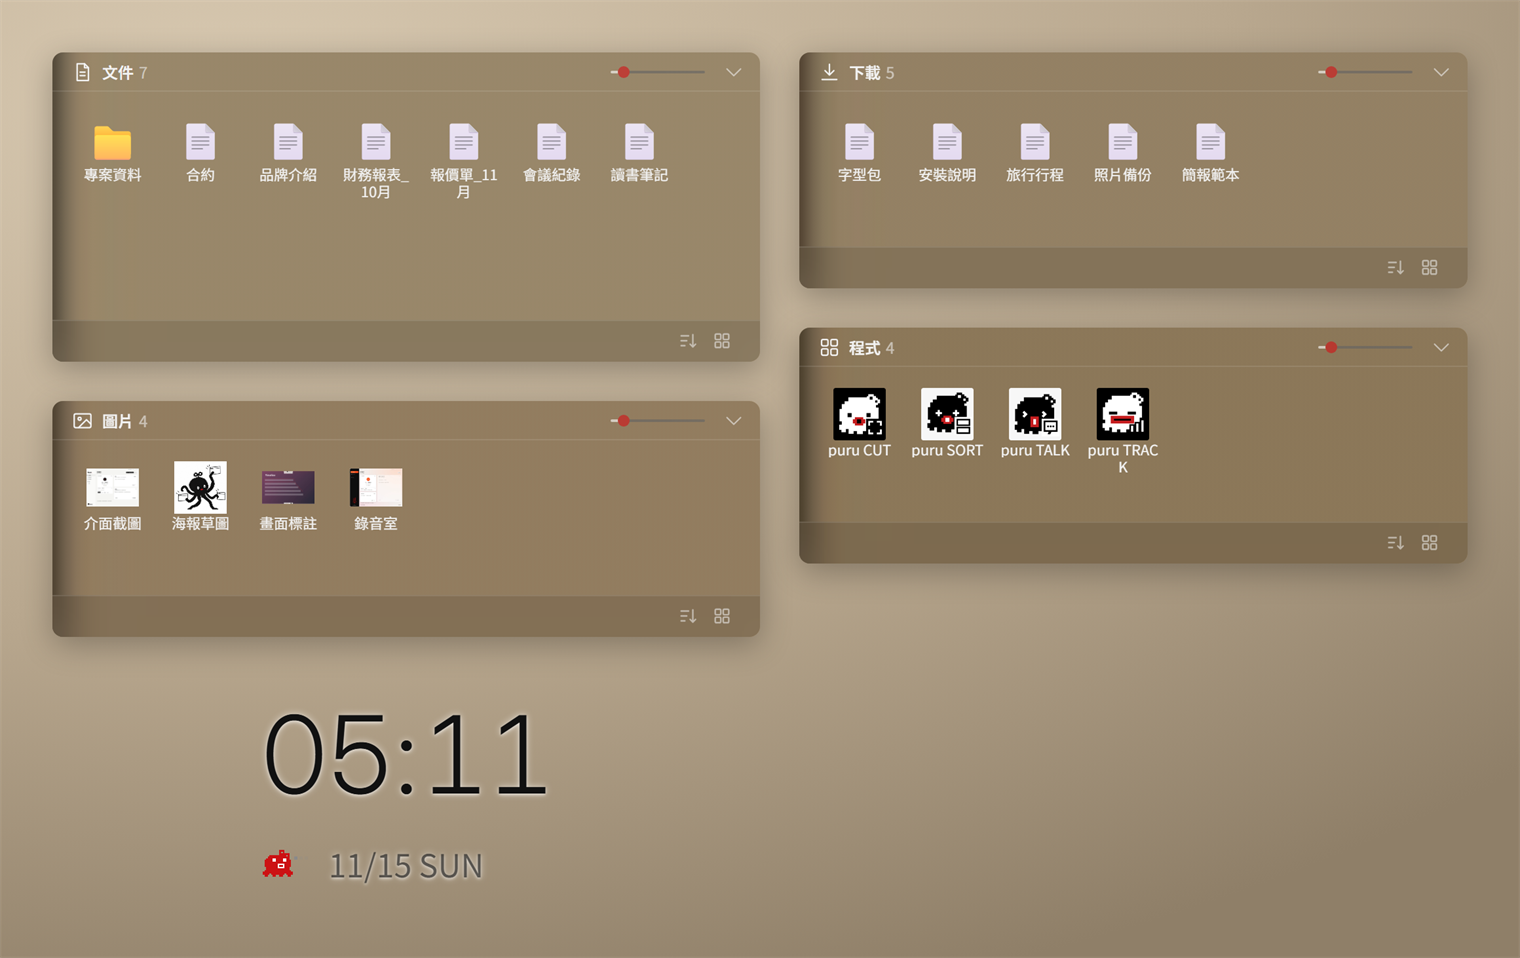 文件 7
專案資料
合約
品牌介紹
財務報表_
10月
報價單_11
月
會議紀錄
讀書筆記
下載 5
字型包
安裝說明
旅行行程
照片備份
簡報範本
圖片 4
介面截圖
海報草圖
畫面標註
錄音室
程式 4
puru CUT
puru SORT
puru TALK
puru TRAC
K
05:11
11/15 SUN